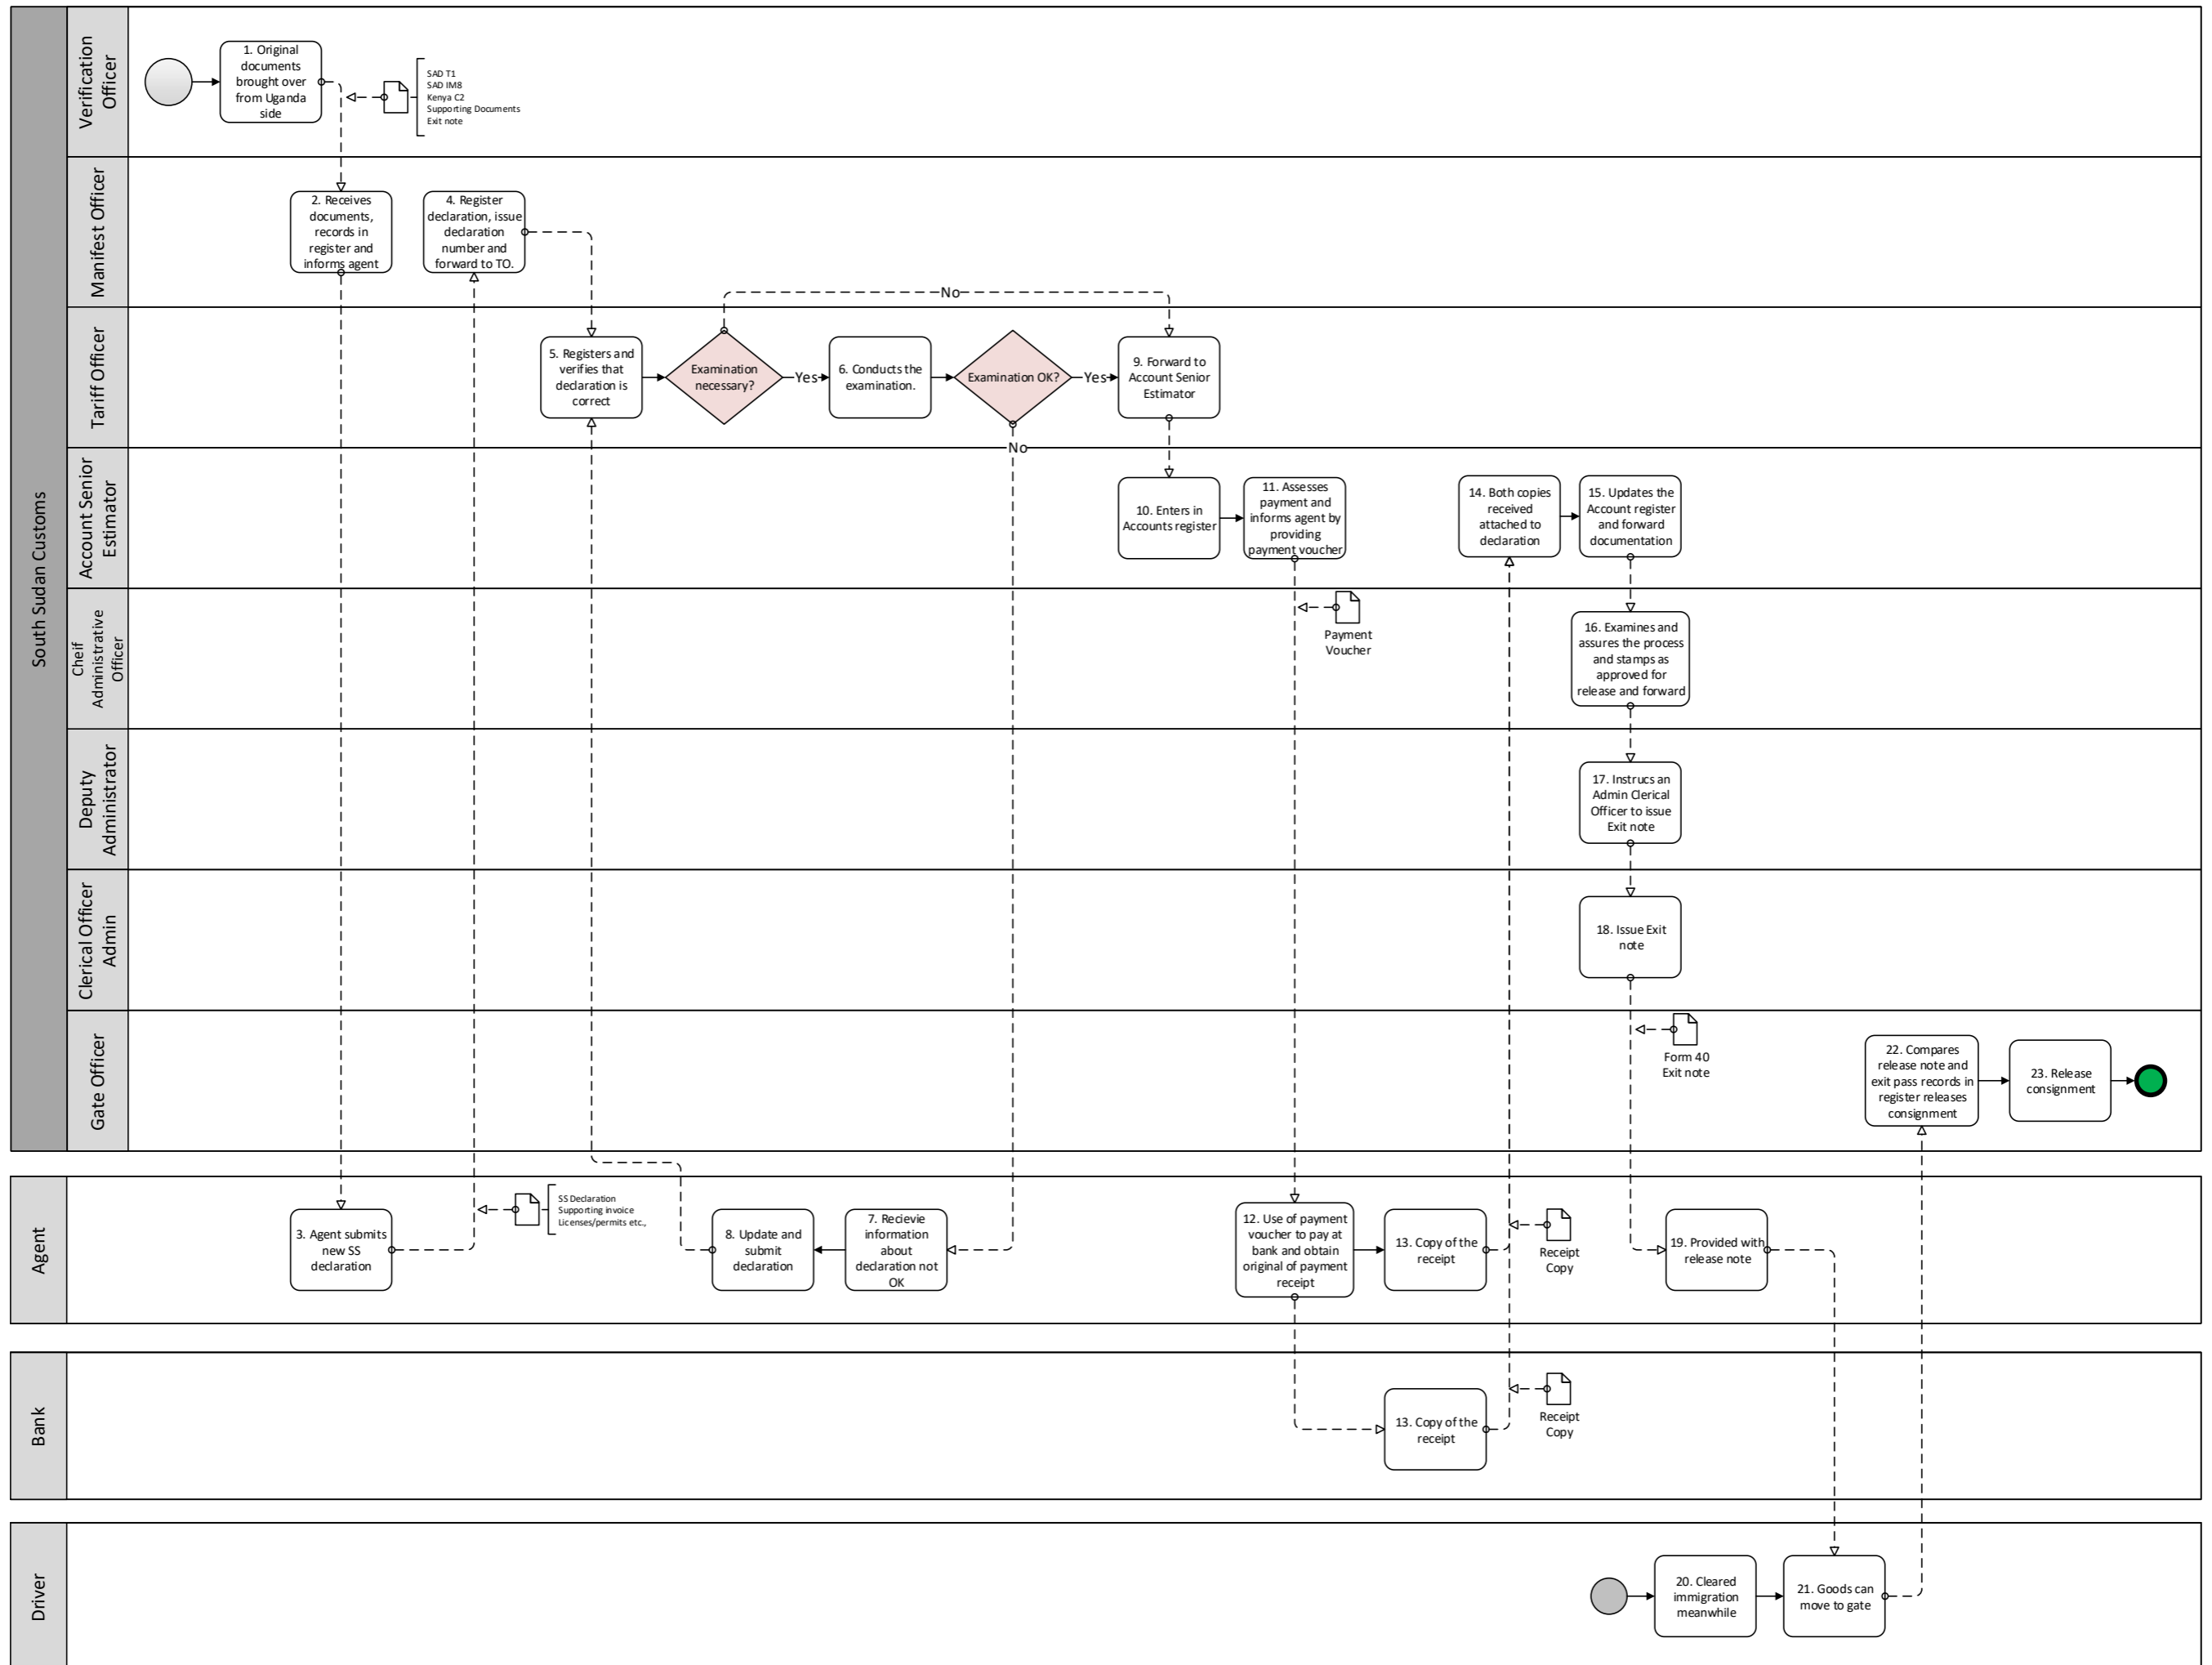 South Sudan Customs
Verification
Officer
1. Original
documents
brought over
from Uganda
side
SAD T1
SAD IM8
Kenya C2
Supporting Documents
Exit note
Manifest Officer
2. Receives
documents,
records in
register and
informs agent
4. Register
declaration, issue
declaration
number and
forward to TO.
No
Tariff Officer
5. Registers and
verifies that
declaration is
correct
Examination
necessary?
Yes
6. Conducts the
examination.
Examination OK?
Yes
9. Forward to
Account Senior
Estimator
No
Account Senior
Estimator
10. Enters in
Accounts register
11. Assesses
payment and
informs agent by
providing
payment voucher
14. Both copies
received
attached to
declaration
15. Updates the
Account register
and forward
documentation
Cheif
Administrative
Officer
Payment
Voucher
16. Examines and
assures the process
and stamps as
approved for
release and forward
Deputy
Administrator
17. Instrucs an
Admin Clerical
Officer to issue
Exit note
Clerical Officer
Admin
18. Issue Exit
note
Gate Officer
Form 40
Exit note
22. Compares
release note and
exit pass records in
register releases
consignment
23. Release
consignment
Agent
3. Agent submits
new SS
declaration
SS Declaration
Supporting invoice
Licenses/permits etc.,
8. Update and
submit
declaration
7. Recievie
information
about
declaration not
OK
12. Use of payment
voucher to pay at
bank and obtain
original of payment
receipt
13. Copy of the
receipt
Receipt
Copy
19. Provided with
release note
Bank
13. Copy of the
receipt
Receipt
Copy
Driver
20. Cleared
immigration
meanwhile
21. Goods can
move to gate